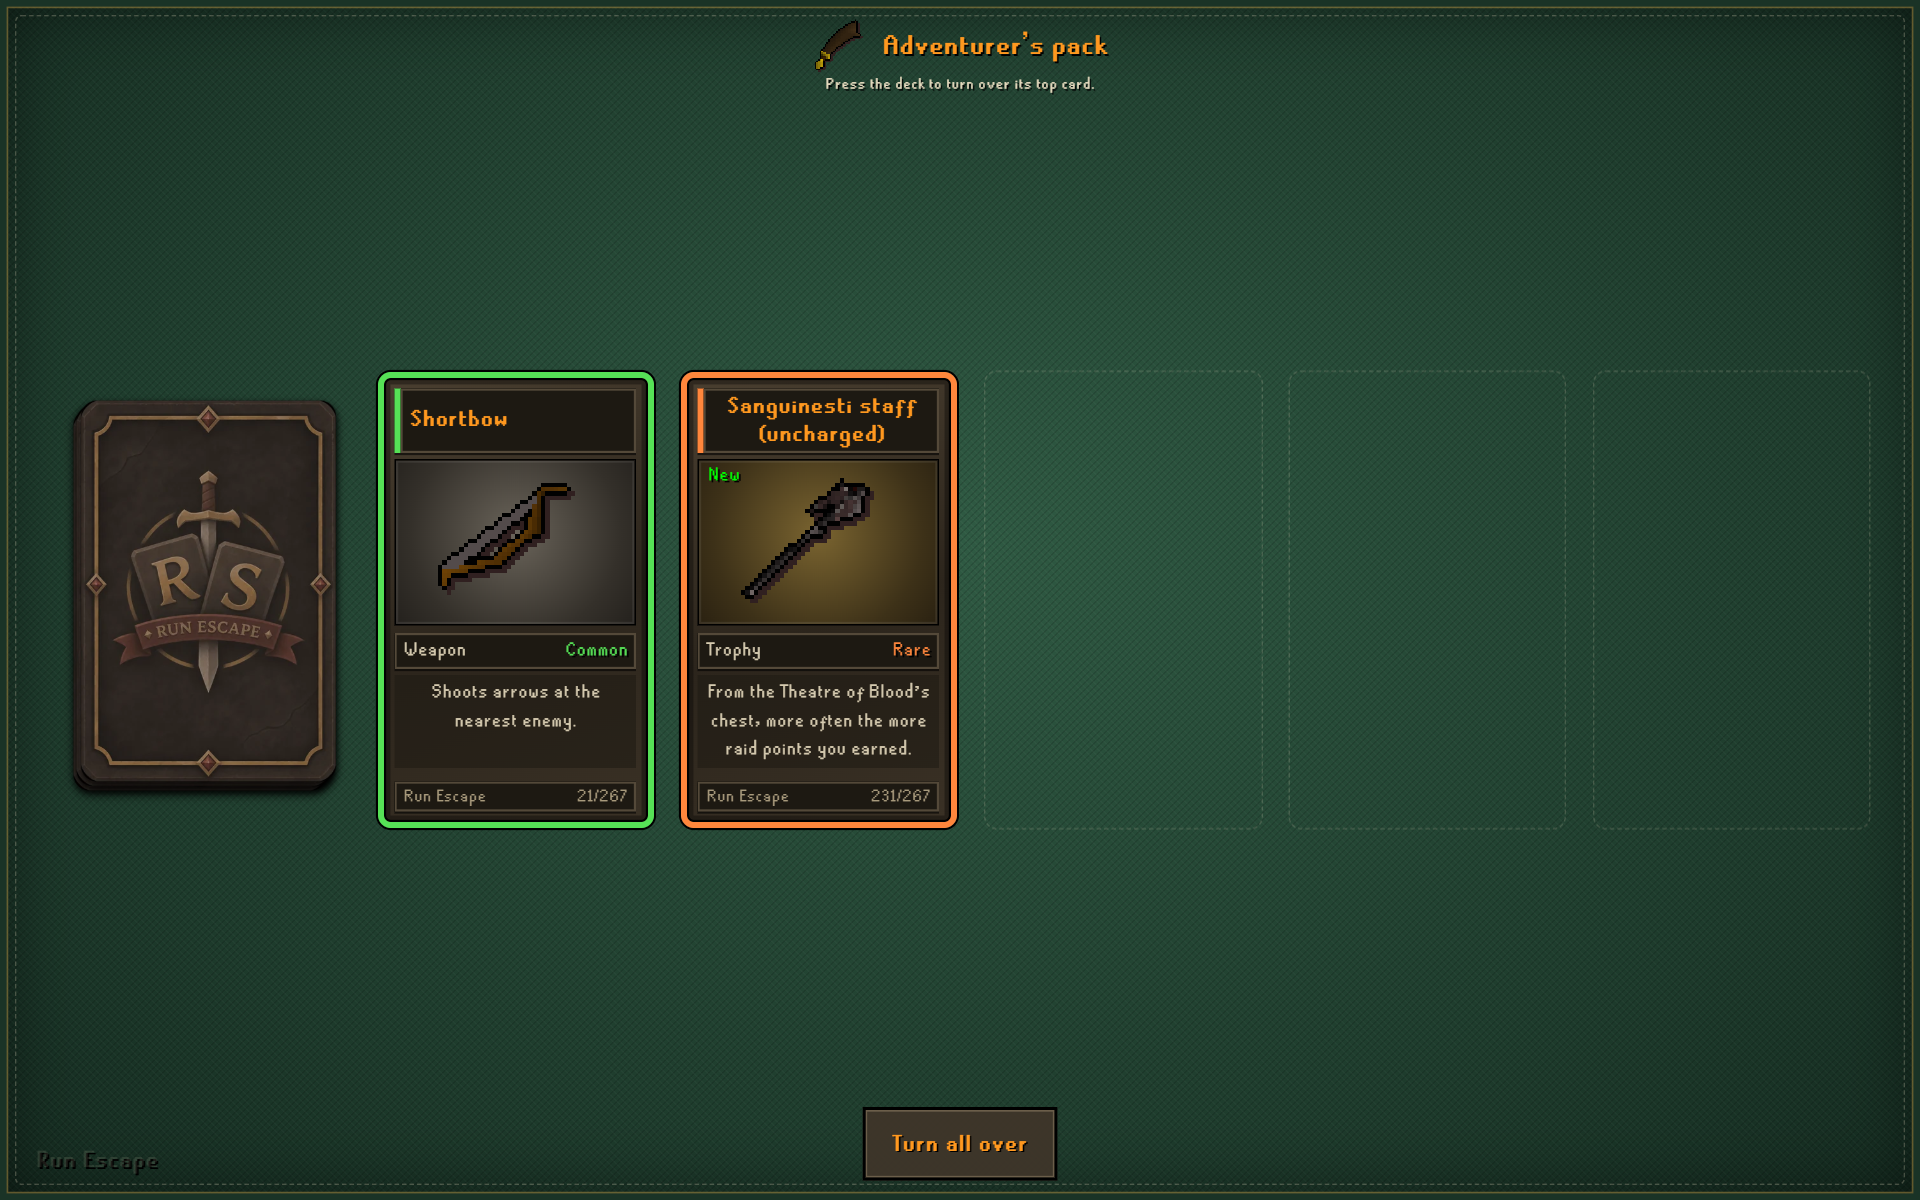 Adventurer's pack
Press the deck to turn over its top card.
R S
RUN ESCAPE
Shortbow
Weapon Common
Shoots arrows at the
nearest enemy.
Run Escape 21/267
Sanguinesti staff
(uncharged)
New
Trophy Rare
From the Theatre of Blood's
chest, more often the more
raid points you earned.
Run Escape 231/267
Turn all over
Run Escape